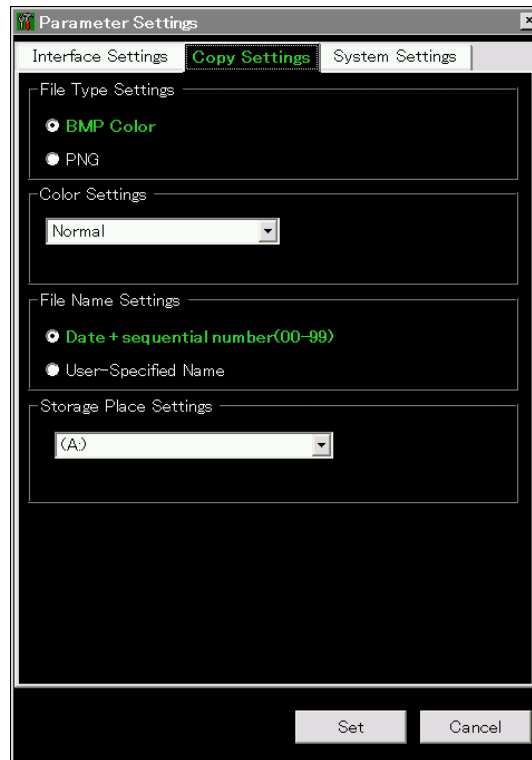 Parameter Settings
Interface Settings Copy Settings System Settings
File Type Settings
BMP Color
PNG
Color Settings
Normal
File Name Settings
Date+sequential number(00-99)
User-Specified Name
Storage Place Settings
(A:)
Set Cancel